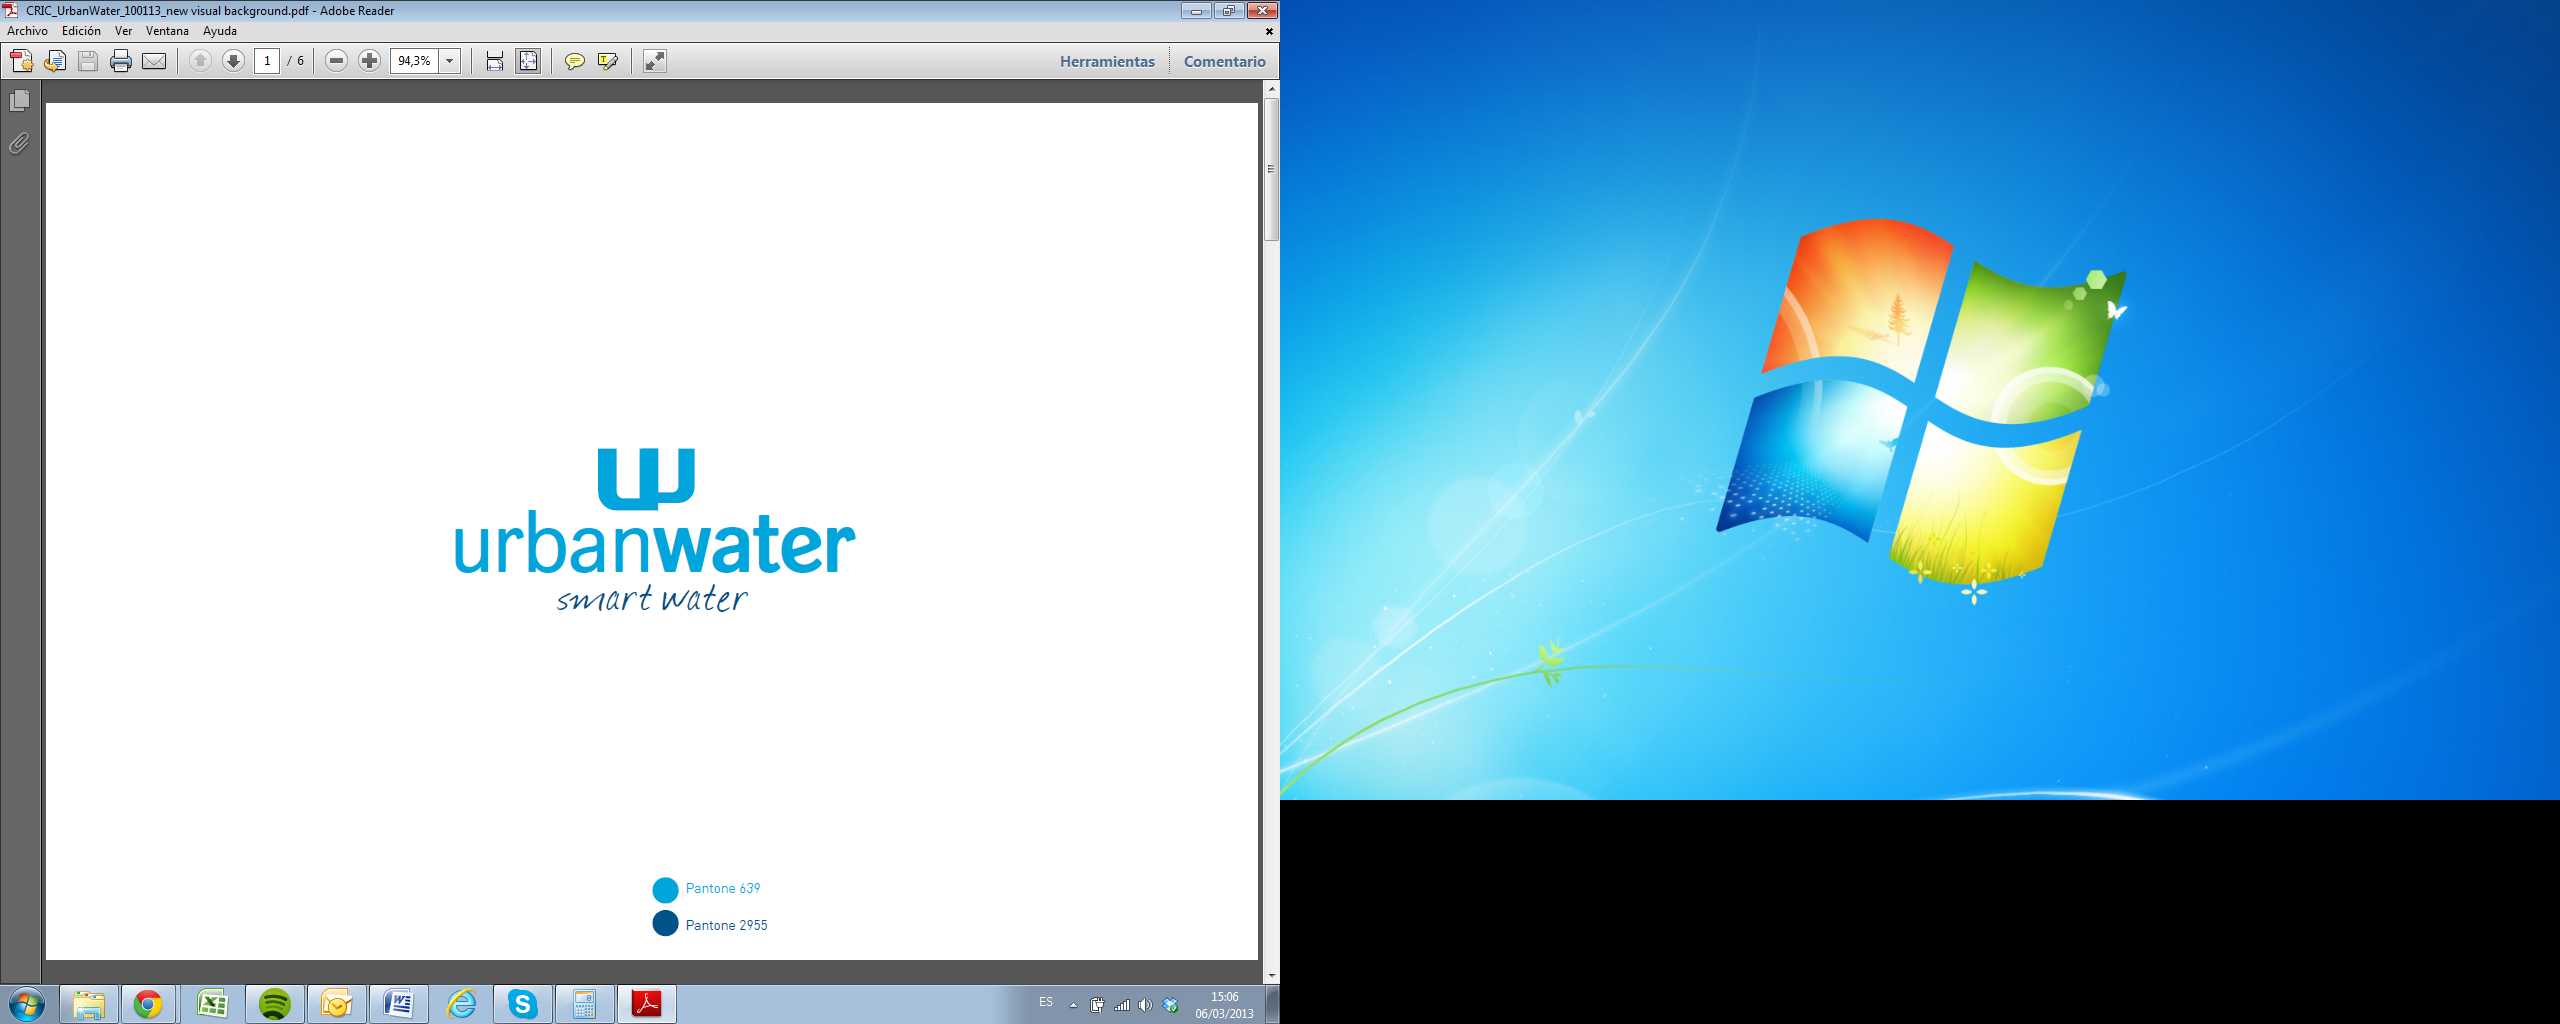 CRIC_UrbanWater_100113_new visual background.pdf - Adobe Reader
Archivo Edición Ver Ventana Ayuda
1 / 6 94,3% Herramientas Comentario
urbanwater
smart water
Pantone 639
Pantone 2955
ES 15:06
06/03/2013